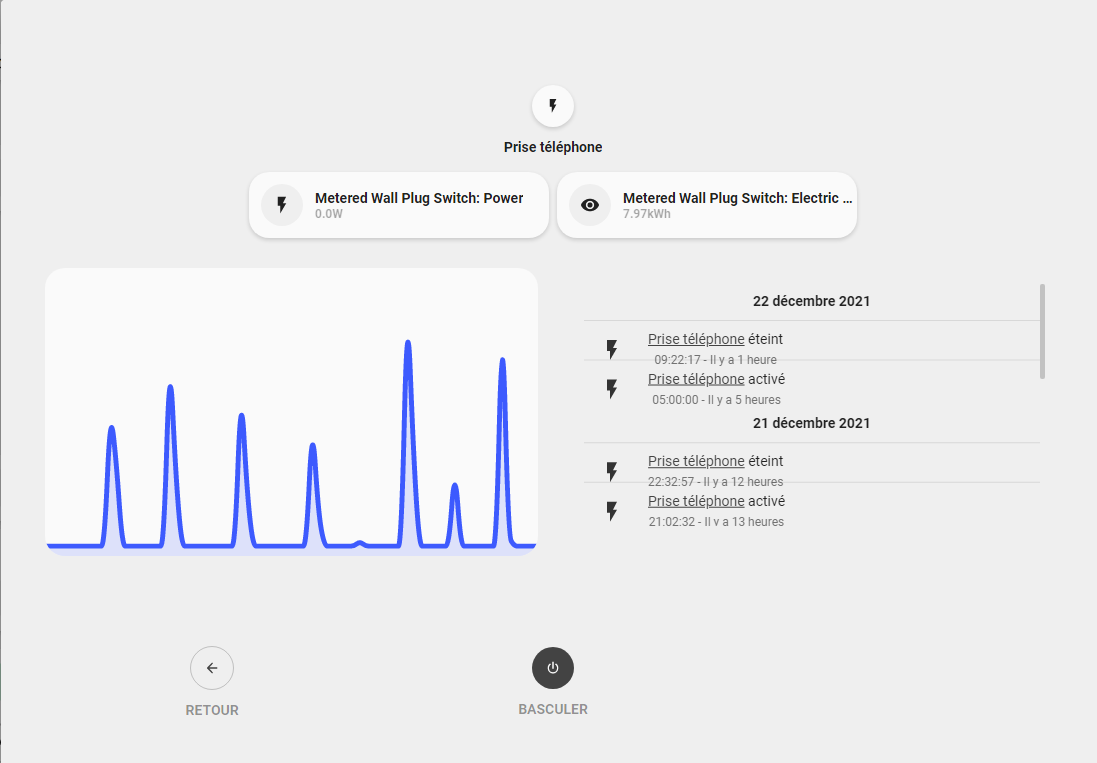 Prise téléphone
Metered Wall Plug Switch: Power
0.0W
Metered Wall Plug Switch: Electric ...
7.97kWh
22 décembre 2021
Prise téléphone éteint
09:22:17 - Il y a 1 heure
Prise téléphone activé
05:00:00 - Il y a 5 heures
21 décembre 2021
Prise téléphone éteint
22:32:57 - Il y a 12 heures
Prise téléphone activé
21:02:32 - Il y a 13 heures
RETOUR
BASCULER